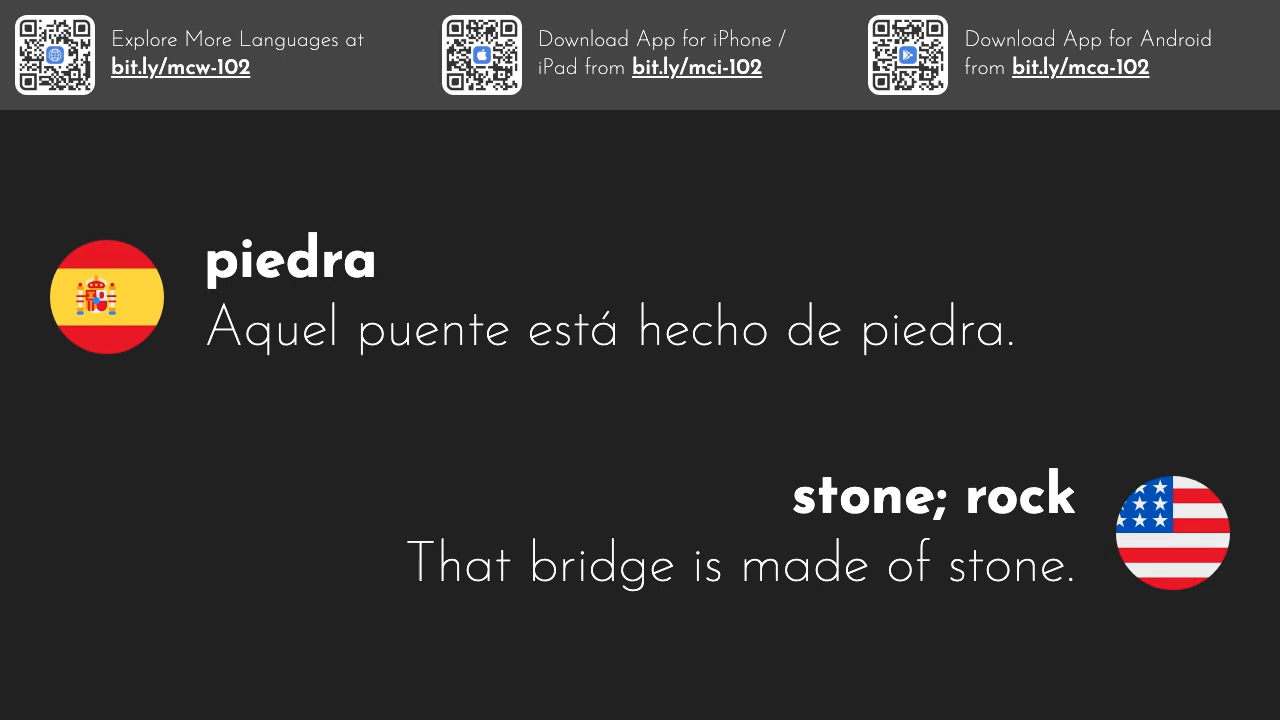 Explore More Languages at
bit.ly/mcw-102
Download App for iPhone /
iPad from bit.ly/mci-102
Download App for Android
from bit.ly/mca-102
piedra
Aquel puente está hecho de piedra.
stone; rock
That bridge is made of stone.